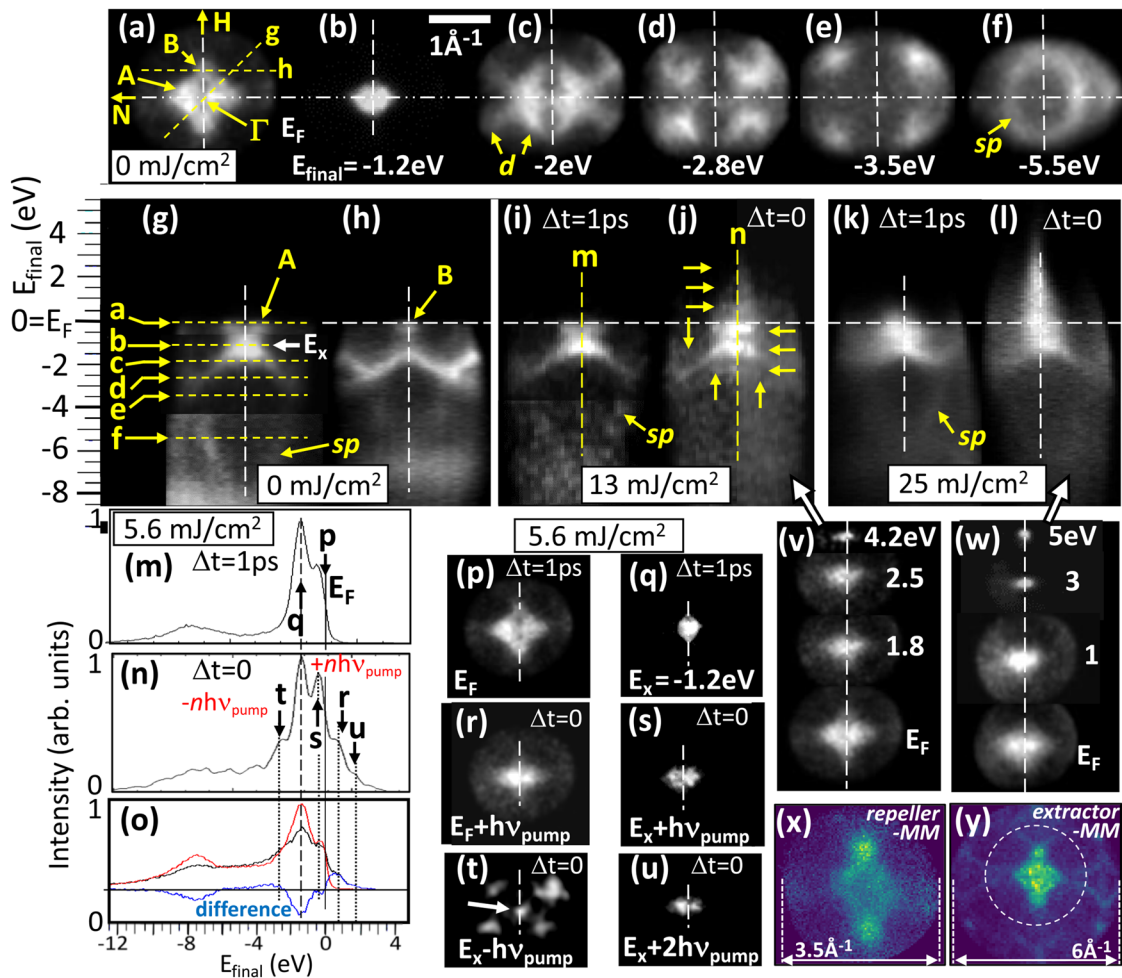 (a) H g (b) 1Å⁻¹ (c) (d) (e) (f)
B h
A
N Γ E_F sp
0 mJ/cm² E_final= -1.2eV d -2eV -2.8eV -3.5eV -5.5eV
E_final (eV)
(g) (h) (i) Δt=1ps (j) Δt=0 (k) Δt=1ps (l) Δt=0
4 A B m n
2
a
0=E_F
b E_x
c
-2
d
e
-4
f sp sp sp
-6
-8 0 mJ/cm² 13 mJ/cm² 25 mJ/cm²
1 5.6 mJ/cm²
(m) Δt=1ps p
E_F
q
0
Intensity (arb. units)
1
(n) Δt=0 +nhν_pump
-nhν_pump
t s r u
0
1
(o)
difference
0
-12 -8 -4 0 4
E_final (eV)
5.6 mJ/cm²
(p) Δt=1ps (q) Δt=1ps
E_F E_x= -1.2eV
(r) Δt=0 (s) Δt=0
E_F+hν_pump E_x+hν_pump
(t) Δt=0 (u) Δt=0
E_x-hν_pump E_x+2hν_pump
(v) 4.2eV (w) 5eV
2.5 3
1.8 1
E_F E_F
(x) repeller (y) extractor
-MM -MM
3.5Å⁻¹ 6Å⁻¹